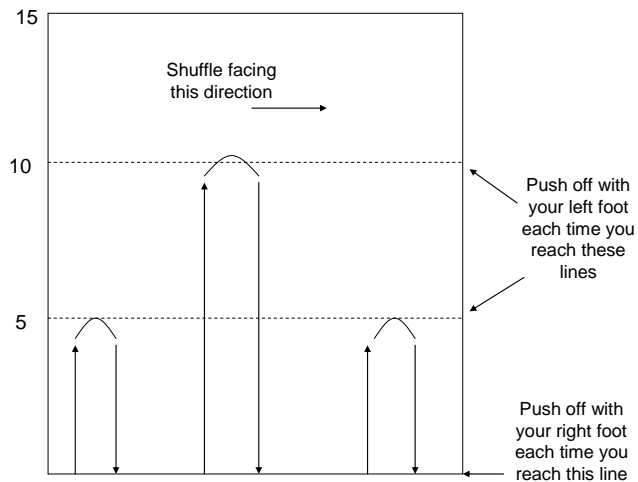 15
Shuffle facing
this direction
10
Push off with
your left foot
each time you
reach these
lines
5
Push off with
your right foot
each time you
reach this line